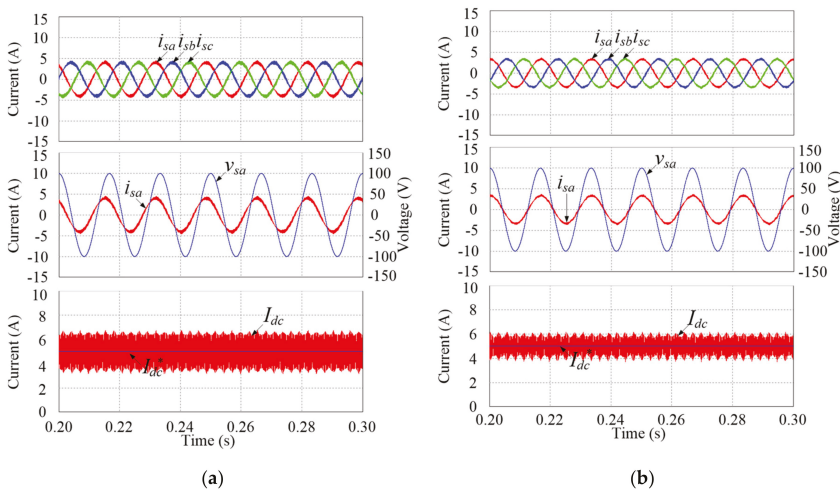 15
10
5
0
-5
-10
-15
Current (A)
isa isb isc
15
10
5
0
-5
-10
-15
Current (A)
isa
vsa
150
100
50
0
-50
-100
-150
Voltage (V)
10
8
6
4
2
0
Current (A)
Idc
Idc*
0.20 0.22 0.24 0.26 0.28 0.30
Time (s)
(a)
15
10
5
0
-5
-10
-15
Current (A)
isa isb isc
15
10
5
0
-5
-10
-15
Current (A)
isa
vsa
150
100
50
0
-50
-100
-150
Voltage (V)
10
8
6
4
2
0
Current (A)
Idc
Idc*
0.20 0.22 0.24 0.26 0.28 0.30
Time (s)
(b)